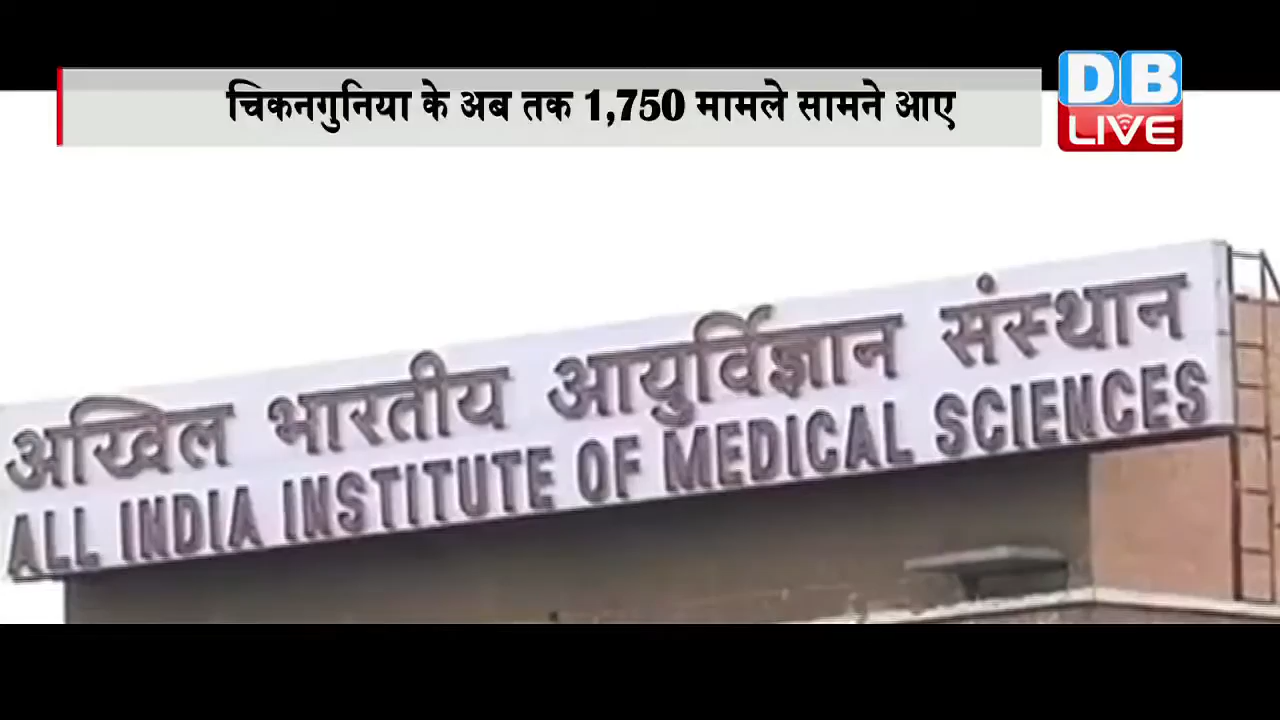 चिकनगुनिया के अब तक 1,750 मामले सामने आए
DB
LIVE
अखिल भारतीय आयुर्विज्ञान संस्थान
ALL INDIA INSTITUTE OF MEDICAL SCIENCES